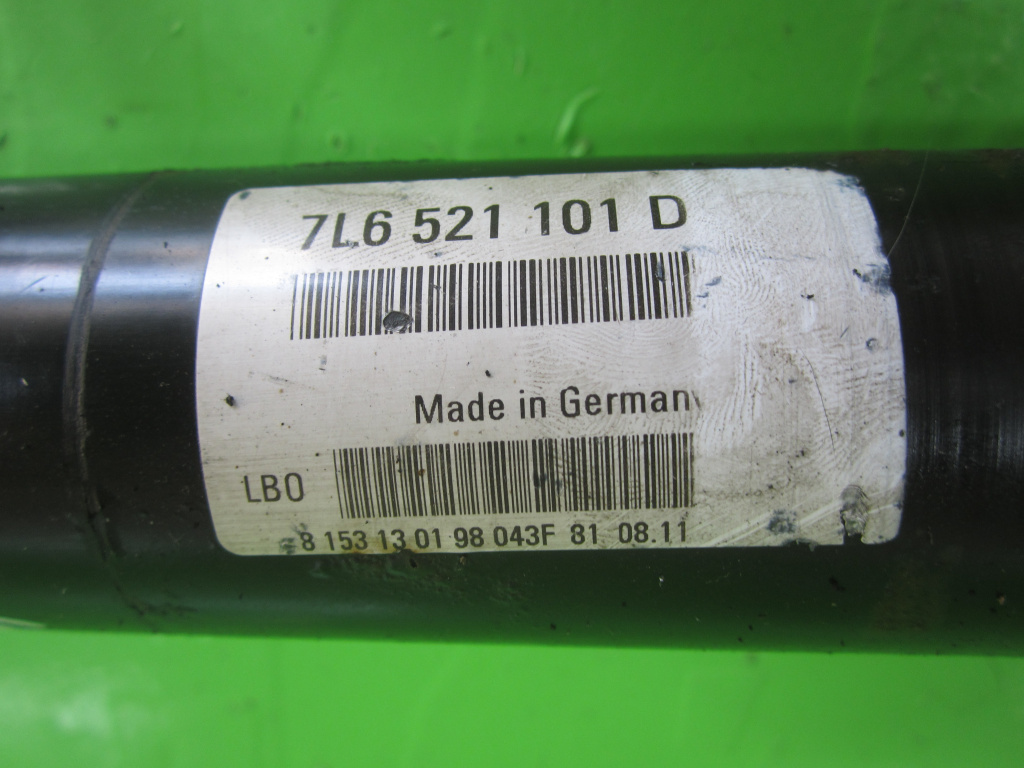 7L6 521 101 D
Made in German
LBO
8 153 13 01 98 043F 81 08.11